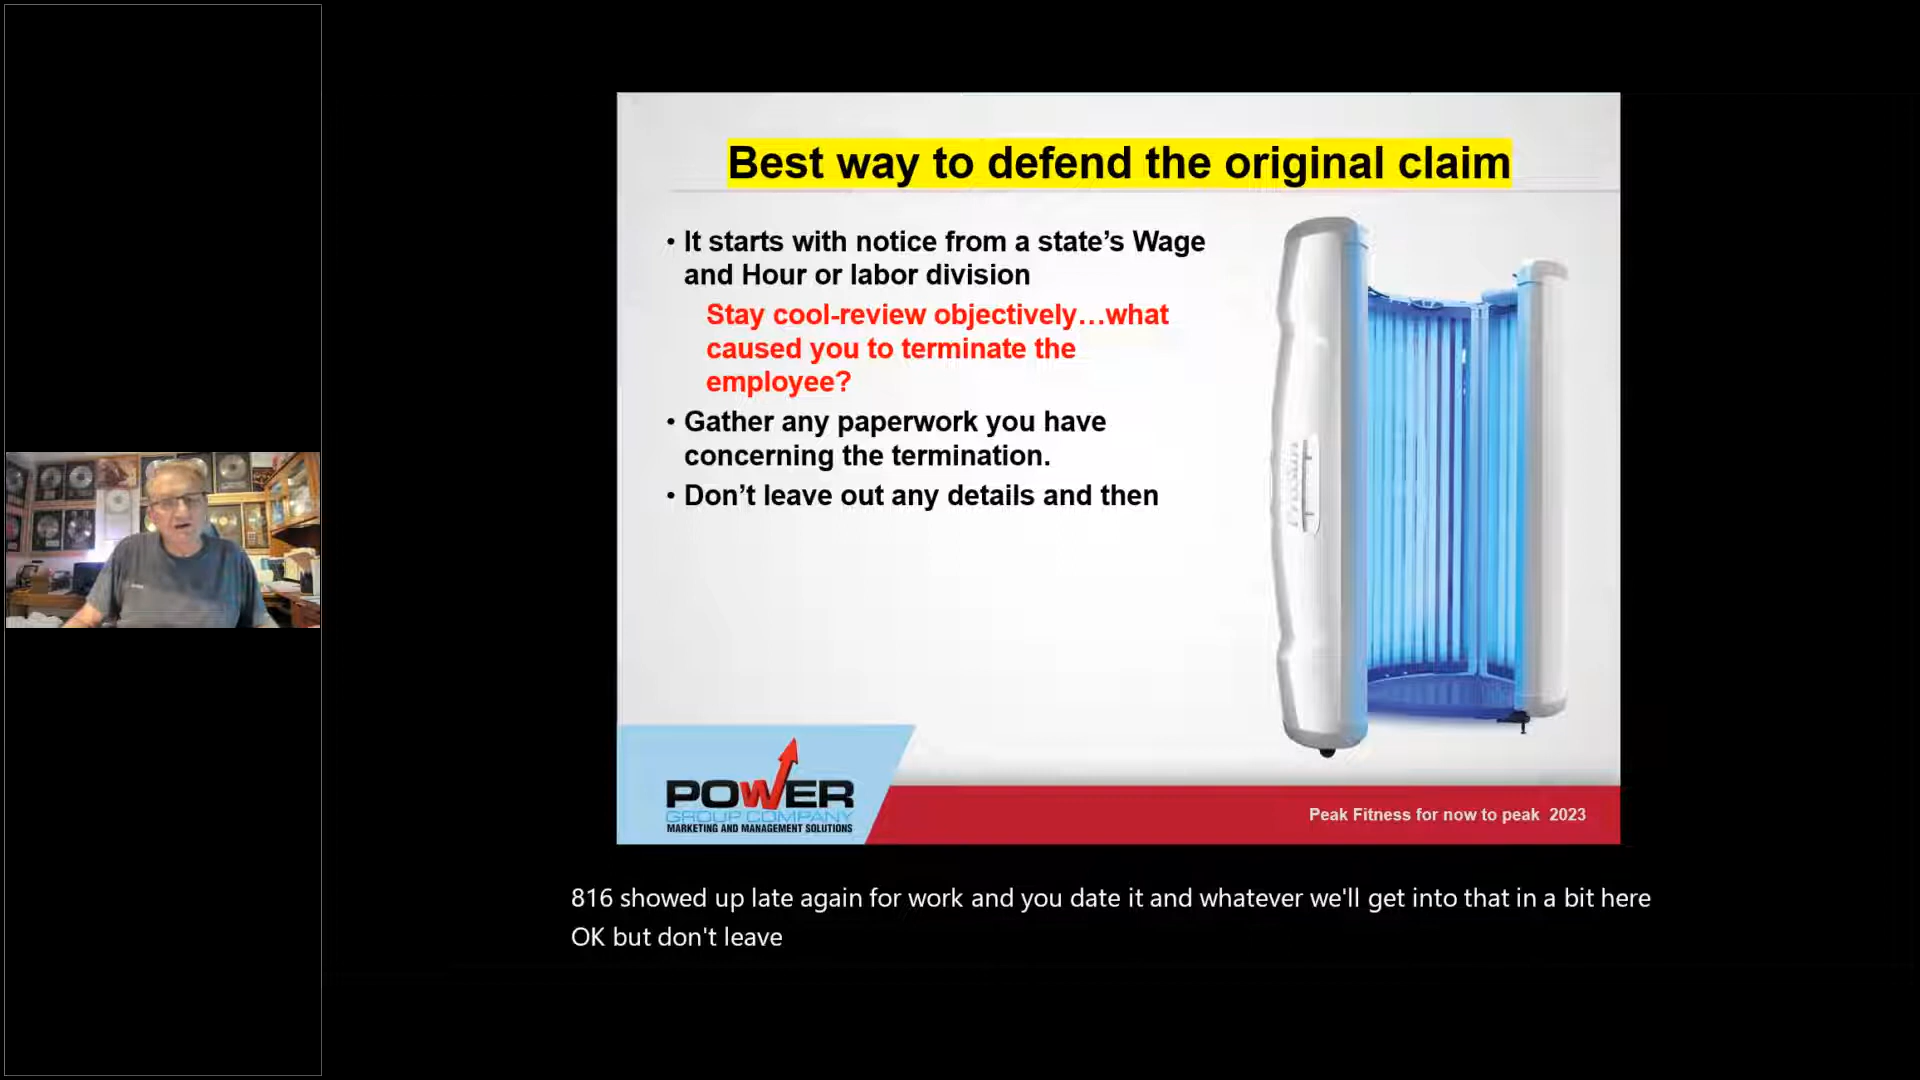 Best way to defend the original claim
• It starts with notice from a state’s Wage
and Hour or labor division
Stay cool-review objectively…what
caused you to terminate the
employee?
• Gather any paperwork you have
concerning the termination.
• Don’t leave out any details and then
POWER
GROUP COMPANY
MARKETING AND MANAGEMENT SOLUTIONS
Peak Fitness for now to peak 2023
816 showed up late again for work and you date it and whatever we'll get into that in a bit here
OK but don't leave